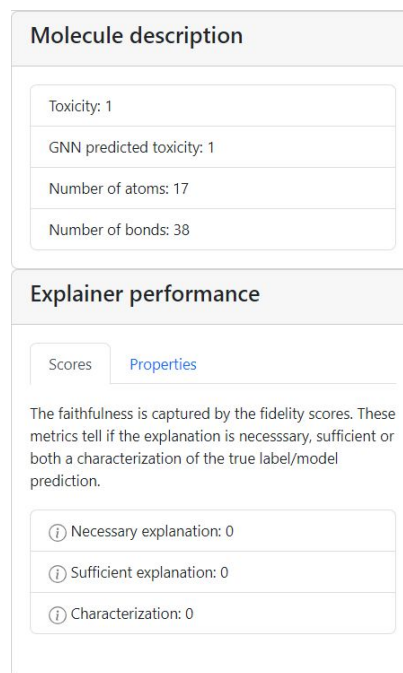 Molecule description
Toxicity: 1
GNN predicted toxicity: 1
Number of atoms: 17
Number of bonds: 38
Explainer performance
Scores
Properties
The faithfulness is captured by the fidelity scores. These
metrics tell if the explanation is necesssary, sufficient or
both a characterization of the true label/model
prediction.
i Necessary explanation: 0
i Sufficient explanation: 0
i Characterization: 0